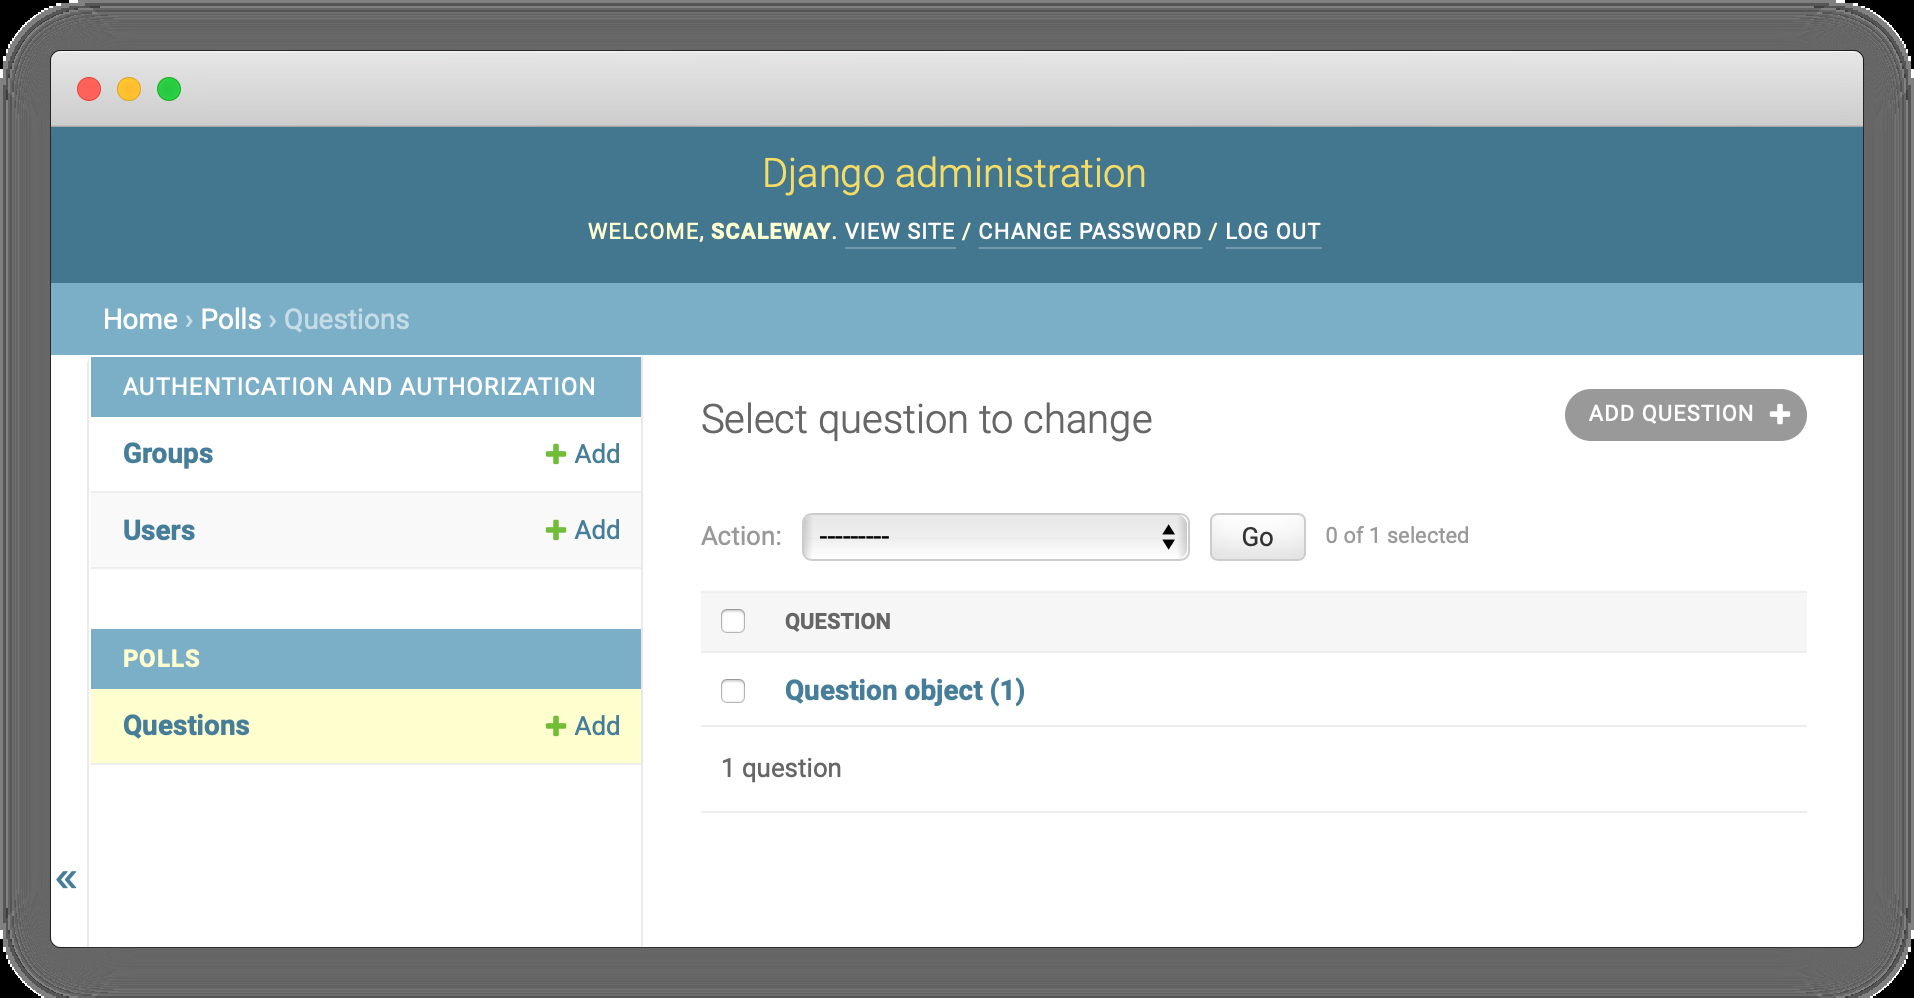 Django administration
WELCOME, SCALEWAY. VIEW SITE / CHANGE PASSWORD / LOG OUT
Home › Polls › Questions
AUTHENTICATION AND AUTHORIZATION
Groups + Add
Users + Add
POLLS
Questions + Add
«
Select question to change
ADD QUESTION +
Action: --------- Go 0 of 1 selected
QUESTION
Question object (1)
1 question